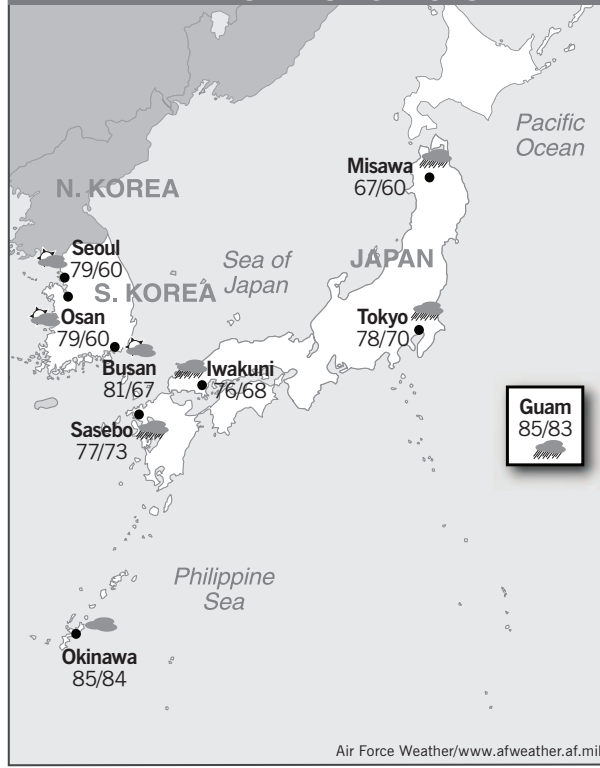 Pacific
Ocean
Misawa
67/60
N. KOREA
Seoul
79/60
Sea of
Japan
JAPAN
S. KOREA
Osan
79/60
Tokyo
78/70
Busan
81/67
Iwakuni
76/68
Guam
85/83
Sasebo
77/73
Philippine
Sea
Okinawa
85/84
Air Force Weather/www.afweather.af.mil